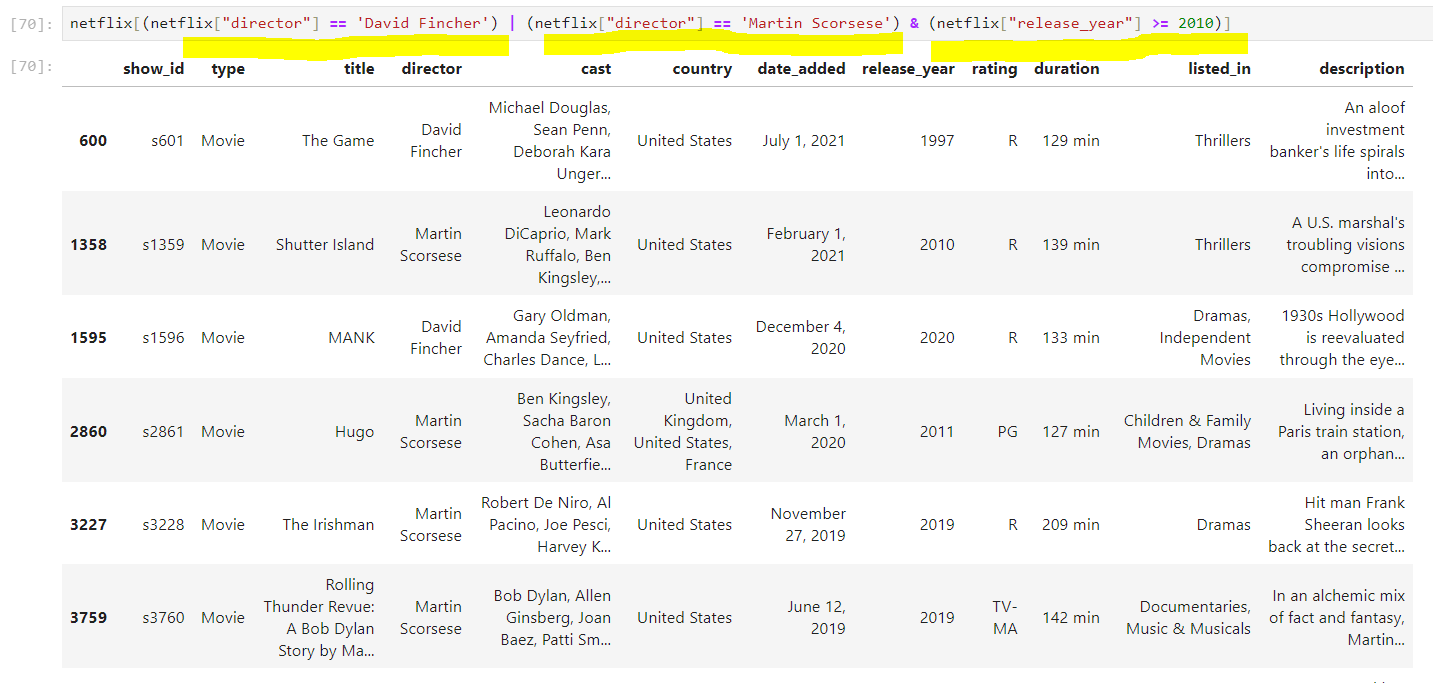 [70]: netflix[(netflix["director"] == 'David Fincher') | (netflix["director"] == 'Martin Scorsese') & (netflix["release_year"] >= 2010)]
[70]:
show_id type title director cast country date_added release_year rating duration listed_in description
600 s601 Movie The Game David Fincher Michael Douglas, Sean Penn, Deborah Kara Unger... United States July 1, 2021 1997 R 129 min Thrillers An aloof investment banker's life spirals into...
1358 s1359 Movie Shutter Island Martin Scorsese Leonardo DiCaprio, Mark Ruffalo, Ben Kingsley,... United States February 1, 2021 2010 R 139 min Thrillers A U.S. marshal's troubling visions compromise ...
1595 s1596 Movie MANK David Fincher Gary Oldman, Amanda Seyfried, Charles Dance, L... United States December 4, 2020 2020 R 133 min Dramas, Independent Movies 1930s Hollywood is reevaluated through the eye...
2860 s2861 Movie Hugo Martin Scorsese Ben Kingsley, Sacha Baron Cohen, Asa Butterfie... United Kingdom, United States, France March 1, 2020 2011 PG 127 min Children & Family Movies, Dramas Living inside a Paris train station, an orphan...
3227 s3228 Movie The Irishman Martin Scorsese Robert De Niro, Al Pacino, Joe Pesci, Harvey K... United States November 27, 2019 2019 R 209 min Dramas Hit man Frank Sheeran looks back at the secret...
3759 s3760 Movie Rolling Thunder Revue: A Bob Dylan Story by Ma... Martin Scorsese Bob Dylan, Allen Ginsberg, Joan Baez, Patti Sm... United States June 12, 2019 2019 TV-MA 142 min Documentaries, Music & Musicals In an alchemic mix of fact and fantasy, Martin...